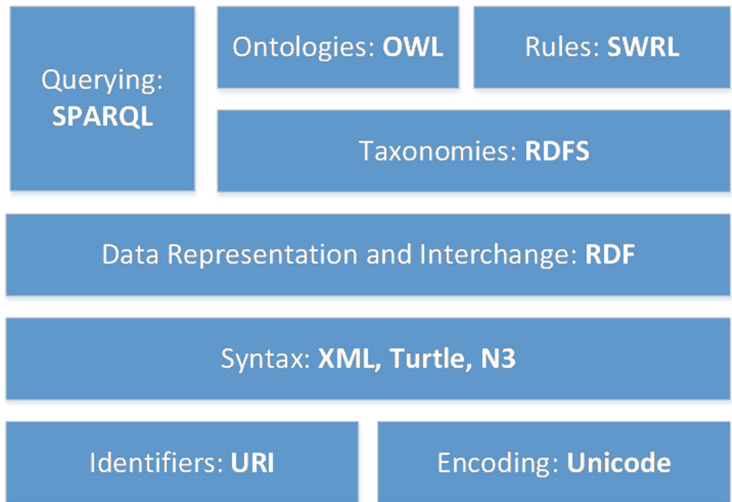 Querying:
SPARQL
Ontologies: OWL
Rules: SWRL
Taxonomies: RDFS
Data Representation and Interchange: RDF
Syntax: XML, Turtle, N3
Identifiers: URI
Encoding: Unicode